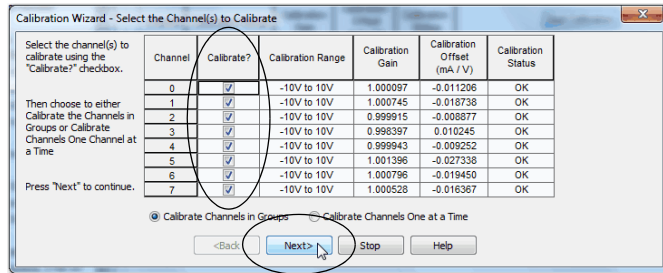 Calibration Wizard - Select the Channel(s) to Calibrate
Select the channel(s) to
calibrate using the
"Calibrate?" checkbox.
Then choose to either
Calibrate the Channels in
Groups or Calibrate
Channels One Channel at
a Time
Press "Next" to continue.
Channel Calibrate? Calibration Range Calibration Gain Calibration Offset (mA / V) Calibration Status
0 -10V to 10V 1.000097 -0.011206 OK
1 -10V to 10V 1.000745 -0.018738 OK
2 -10V to 10V 0.999915 -0.008877 OK
3 -10V to 10V 0.998397 0.010245 OK
4 -10V to 10V 0.999943 -0.009252 OK
5 -10V to 10V 1.001396 -0.027338 OK
6 -10V to 10V 1.000796 -0.019450 OK
7 -10V to 10V 1.000528 -0.016367 OK
Calibrate Channels in Groups Calibrate Channels One at a Time
<Back Next> Stop Help